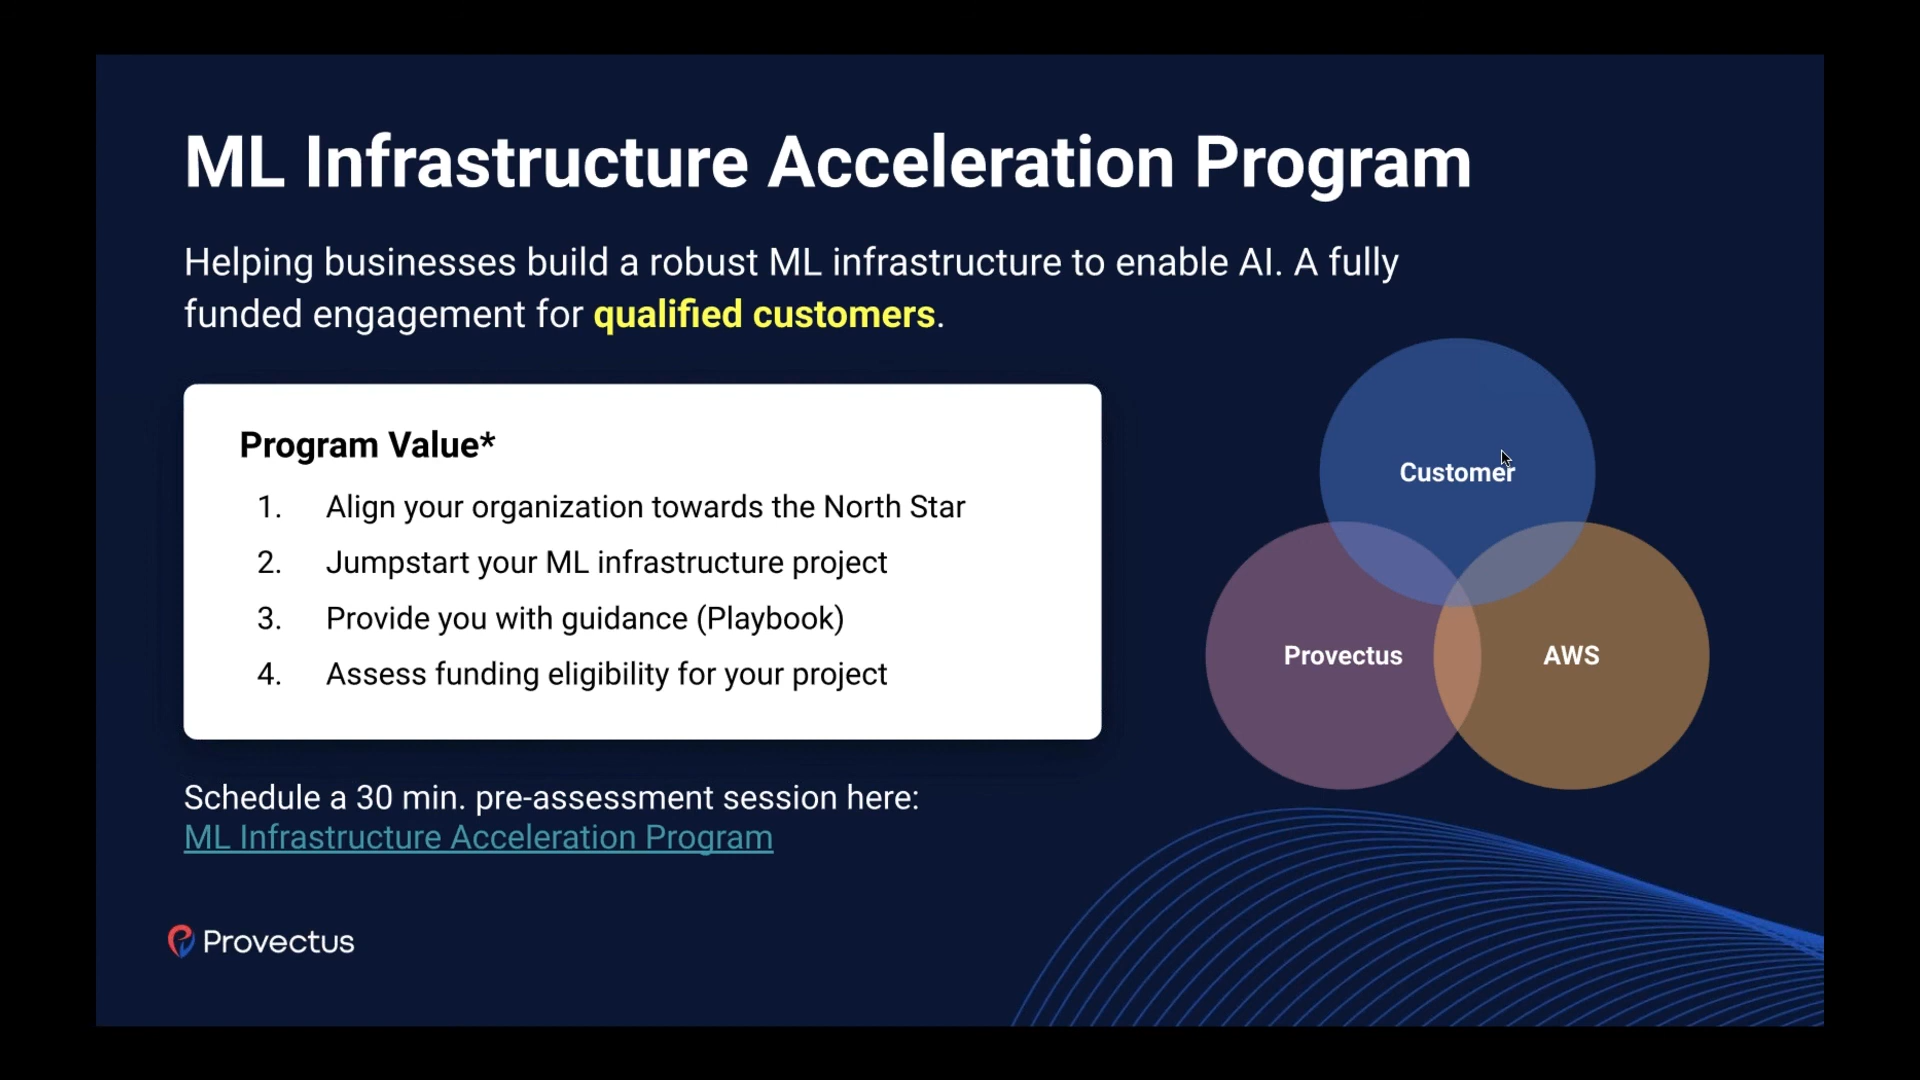 ML Infrastructure Acceleration Program
Helping businesses build a robust ML infrastructure to enable AI. A fully
funded engagement for qualified customers.
Program Value*
1. Align your organization towards the North Star
2. Jumpstart your ML infrastructure project
3. Provide you with guidance (Playbook)
4. Assess funding eligibility for your project
Customer
Provectus
AWS
Schedule a 30 min. pre-assessment session here:
ML Infrastructure Acceleration Program
Provectus